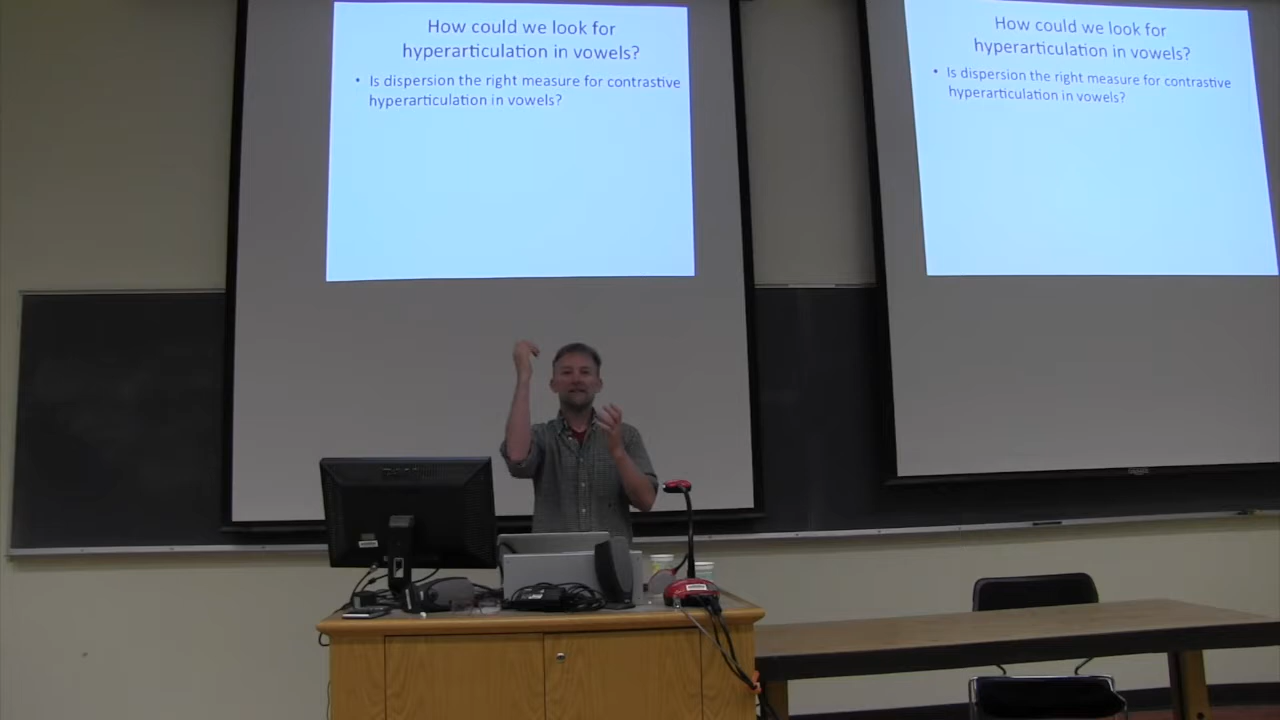 How could we look for
hyperarticulation in vowels?
• Is dispersion the right measure for contrastive
hyperarticulation in vowels?
How could we look for
hyperarticulation in vowels?
• Is dispersion the right measure for contrastive
hyperarticulation in vowels?